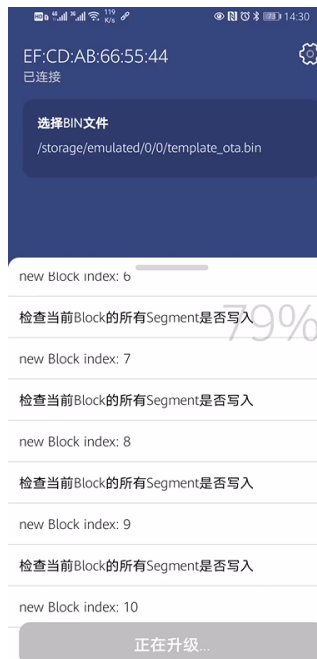 HD 4G 3G 119 K/s 14:30
EF:CD:AB:66:55:44
已连接
选择BIN文件
/storage/emulated/0/0/template_ota.bin
new Block index: 6
79%
检查当前Block的所有Segment是否写入
new Block index: 7
检查当前Block的所有Segment是否写入
new Block index: 8
检查当前Block的所有Segment是否写入
new Block index: 9
检查当前Block的所有Segment是否写入
new Block index: 10
正在升级...